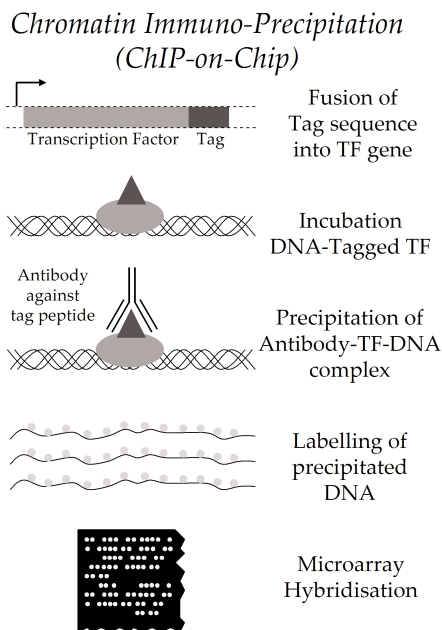 Chromatin Immuno-Precipitation
(ChIP-on-Chip)
Transcription Factor
Tag
Fusion of
Tag sequence
into TF gene
Incubation
DNA-Tagged TF
Antibody
against
tag peptide
Precipitation of
Antibody-TF-DNA
complex
Labelling of
precipitated
DNA
Microarray
Hybridisation